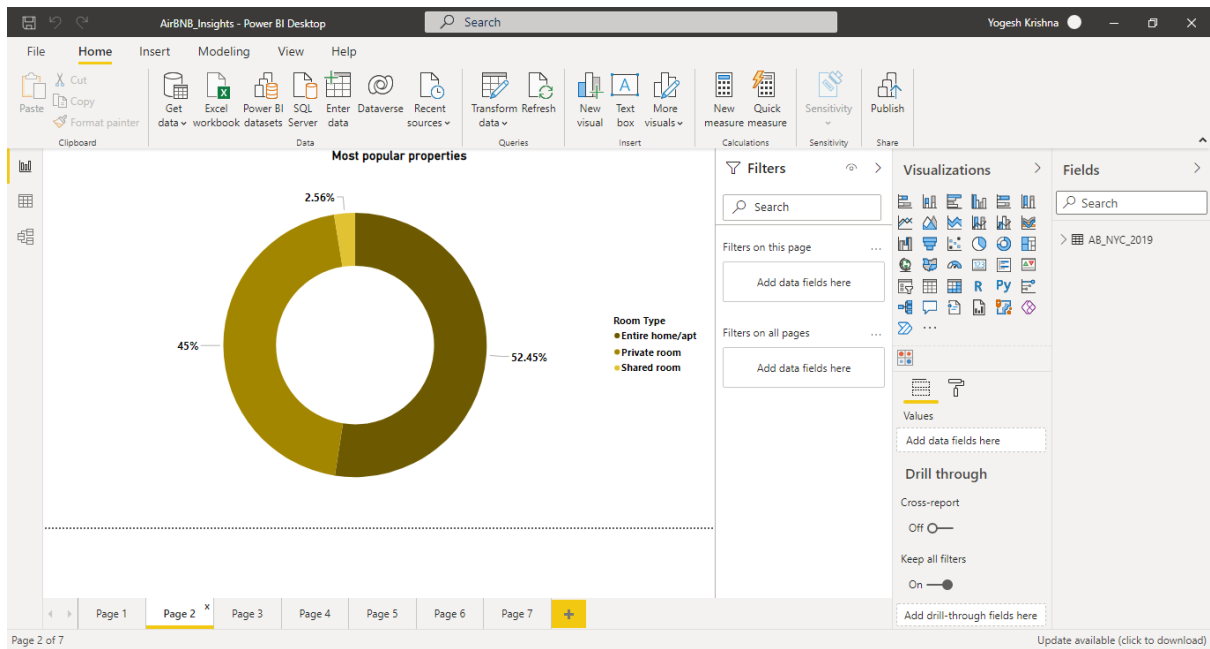 AirBNB_Insights - Power BI Desktop
Search
Yogesh Krishna
File Home Insert Modeling View Help
Paste
Cut
Copy
Format painter
Get data
Excel workbook
Power BI datasets
SQL Server
Enter data
Dataverse
Recent sources
Transform data
Refresh
New visual
Text box
More visuals
New measure
Quick measure
Sensitivity
Publish
Clipboard
Data
Queries
Insert
Calculations
Sensitivity
Share
Most popular properties
2.56%
45%
52.45%
Room Type
Entire home/apt
Private room
Shared room
Filters
Search
Filters on this page
...
Add data fields here
Filters on all pages
...
Add data fields here
Visualizations
123
R
Py
...
Values
Add data fields here
Drill through
Cross-report
Off
Keep all filters
On
Add drill-through fields here
Fields
Search
AB_NYC_2019
Page 1
Page 2 x
Page 3
Page 4
Page 5
Page 6
Page 7
+
Page 2 of 7
Update available (click to download)